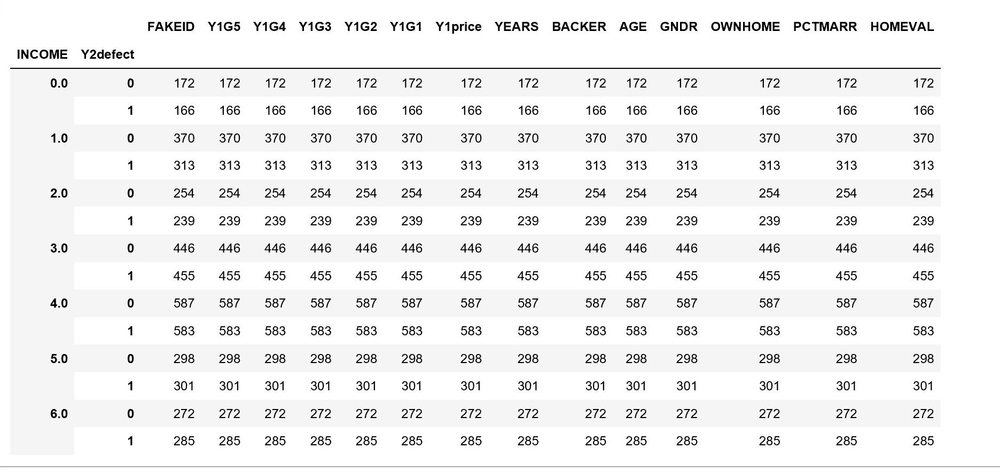 FAKEID Y1G5 Y1G4 Y1G3 Y1G2 Y1G1 Y1price YEARS BACKER AGE GNDR OWNHOME PCTMARR HOMEVAL
INCOME Y2defect
0.0 0 172 172 172 172 172 172 172 172 172 172 172 172 172 172
1 166 166 166 166 166 166 166 166 166 166 166 166 166 166
1.0 0 370 370 370 370 370 370 370 370 370 370 370 370 370 370
1 313 313 313 313 313 313 313 313 313 313 313 313 313 313
2.0 0 254 254 254 254 254 254 254 254 254 254 254 254 254 254
1 239 239 239 239 239 239 239 239 239 239 239 239 239 239
3.0 0 446 446 446 446 446 446 446 446 446 446 446 446 446 446
1 455 455 455 455 455 455 455 455 455 455 455 455 455 455
4.0 0 587 587 587 587 587 587 587 587 587 587 587 587 587 587
1 583 583 583 583 583 583 583 583 583 583 583 583 583 583
5.0 0 298 298 298 298 298 298 298 298 298 298 298 298 298 298
1 301 301 301 301 301 301 301 301 301 301 301 301 301 301
6.0 0 272 272 272 272 272 272 272 272 272 272 272 272 272 272
1 285 285 285 285 285 285 285 285 285 285 285 285 285 285